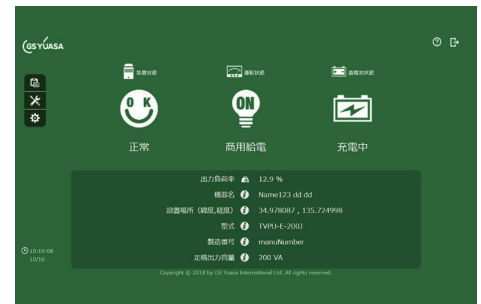 GS YUASA
装置状態
運転状態
蓄電池状態
O K
ON
正常
商用給電
充電中
出力負荷率 12.9 %
機器名 i Name123 dd dd
設置場所（緯度,経度） i 34.978087 , 135.724998
型式 i TVPU-E-200J
製造番号 i manuNumber
定格出力容量 i 200 VA
10:19:08
10/16
Copyright © 2018 by GS Yuasa International Ltd. All rights reserved.